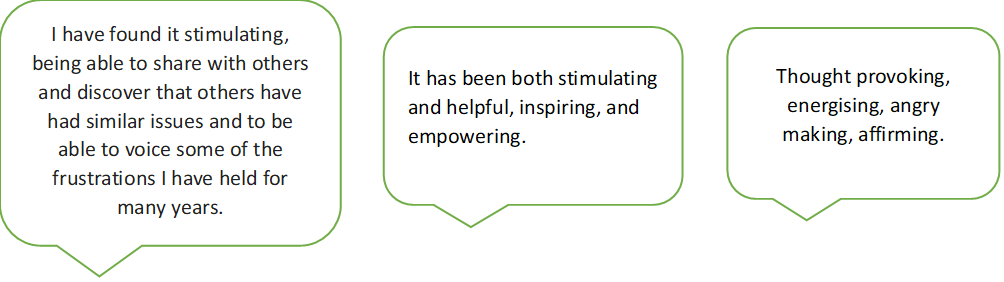 I have found it stimulating,
being able to share with others
and discover that others have
had similar issues and to be
able to voice some of the
frustrations I have held for
many years.
It has been both stimulating
and helpful, inspiring, and
empowering.
Thought provoking,
energising, angry
making, affirming.